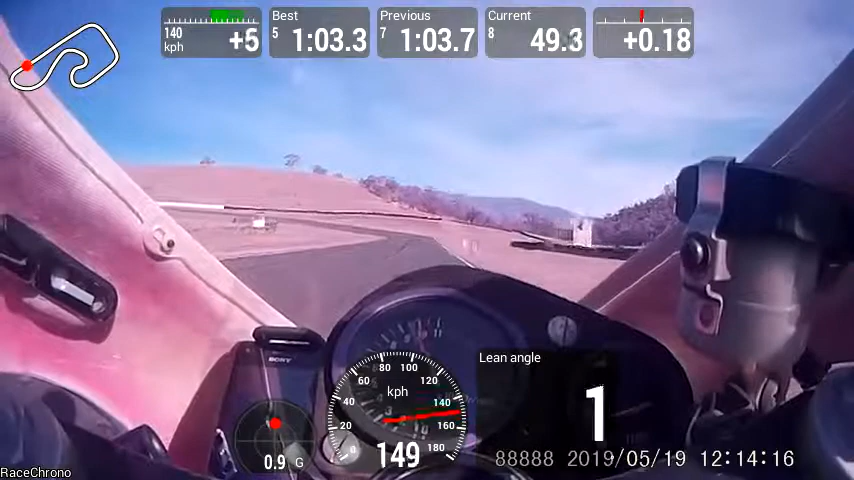 140
kph
+5
Best
5 1:03.3
Previous
7 1:03.7
Current
8 49.3
+0.18
SONY
Lean angle
1
0.9 G
0 20 40 60 80 100 120 140 160 180
kph
149
88888 2019/05/19 12:14:16
RaceChrono